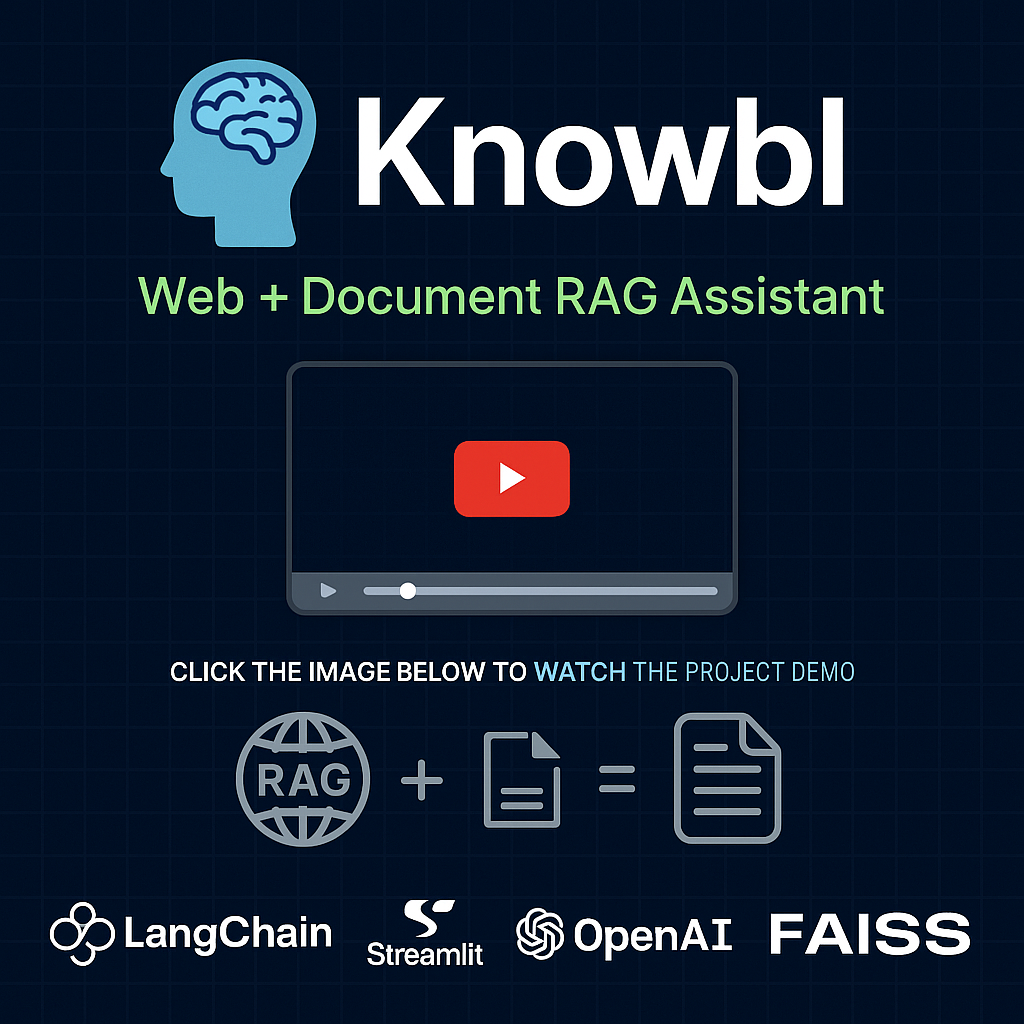 Knowbl
Web + Document RAG Assistant
CLICK THE IMAGE BELOW TO WATCH THE PROJECT DEMO
RAG + =
LangChain Streamlit OpenAI FAISS